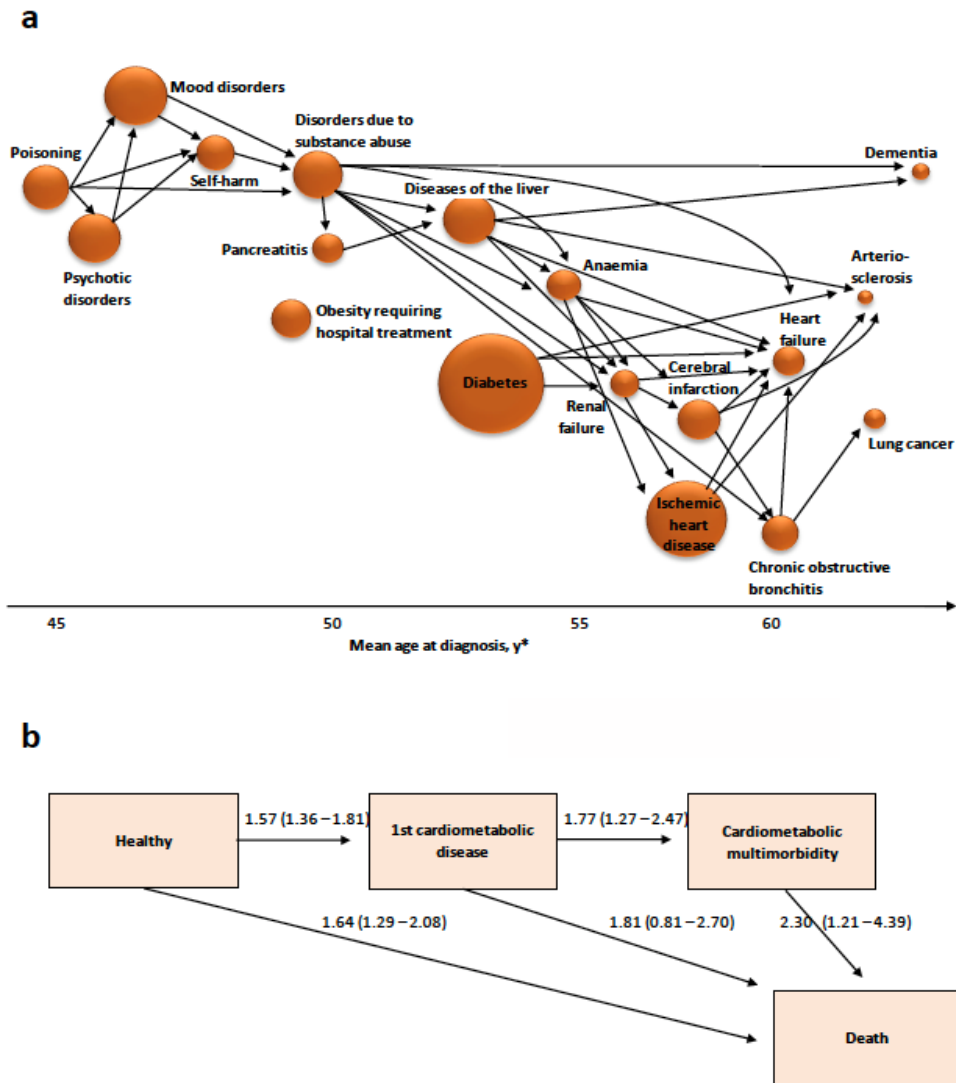 a
Mood disorders
Disorders due to
substance abuse
Poisoning
Dementia
Self-harm
Diseases of the liver
Pancreatitis
Psychotic
disorders
Anaemia
Arterio-
sclerosis
Obesity requiring
hospital treatment
Heart
failure
Diabetes
Cerebral
infarction
Renal
failure
Lung cancer
Ischemic
heart
disease
Chronic obstructive
bronchitis
45 50 55 60
Mean age at diagnosis, y*
b
Healthy
1.57 (1.36 – 1.81)
1st cardiometabolic
disease
1.77 (1.27 – 2.47)
Cardiometabolic
multimorbidity
1.64 (1.29 – 2.08)
1.81 (0.81 – 2.70)
2.30 (1.21 – 4.39)
Death